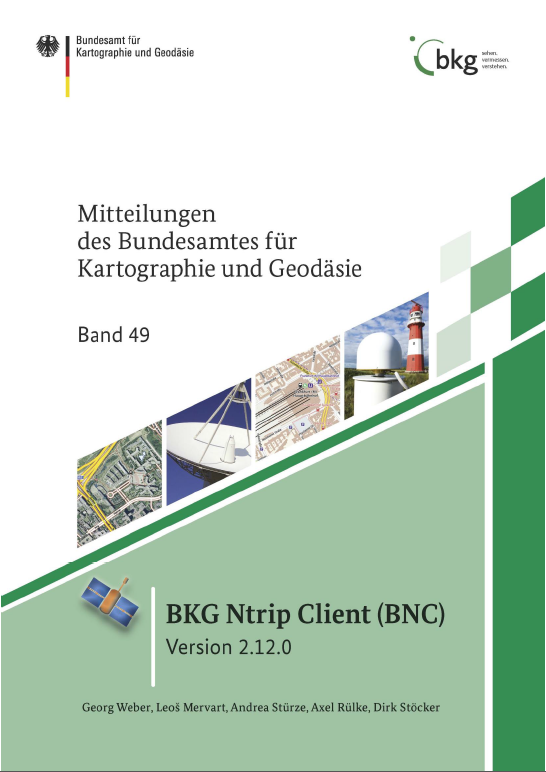 Bundesamt für
Kartographie und Geodäsie
bkg
sehen.
vermessen.
verstehen.
Mitteilungen
des Bundesamtes für
Kartographie und Geodäsie
Band 49
BKG Ntrip Client (BNC)
Version 2.12.0
Georg Weber, Leoš Mervart, Andrea Stürze, Axel Rülke, Dirk Stöcker